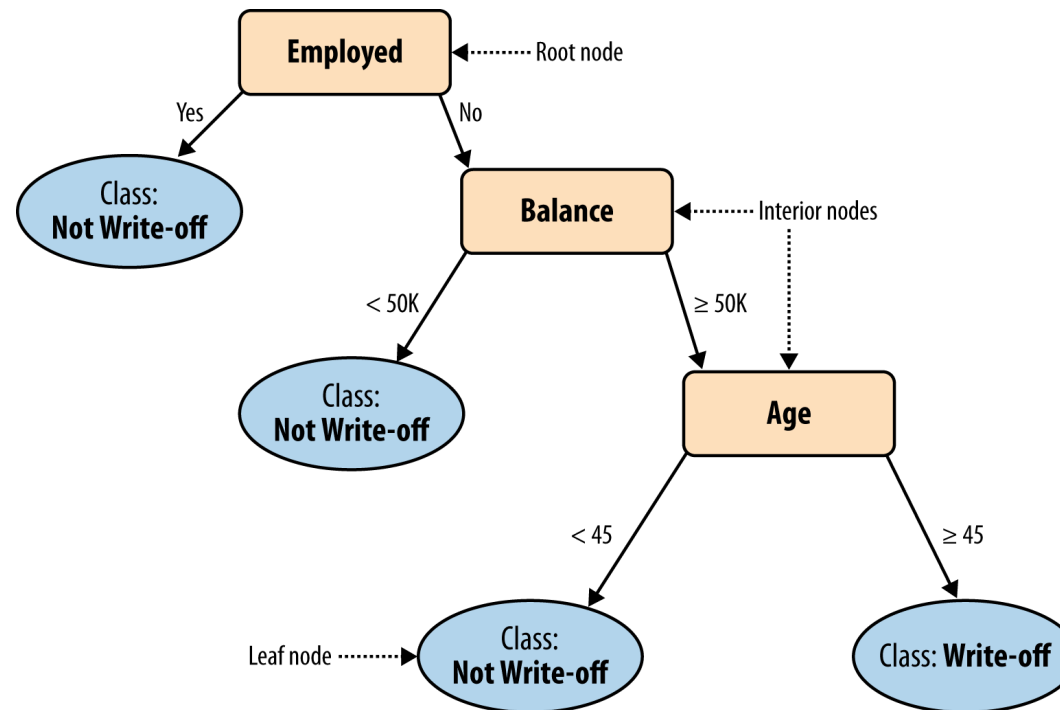 Employed
Root node
Yes
No
Class:
Not Write-off
Balance
Interior nodes
< 50K
≥ 50K
Class:
Not Write-off
Age
< 45
≥ 45
Leaf node
Class:
Not Write-off
Class: Write-off